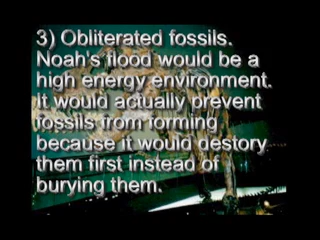 3) Obliterated fossils.
Noah's flood would be a
high energy environment.
It would actually prevent
fossils from forming
because it would destory
them first instead of
burying them.